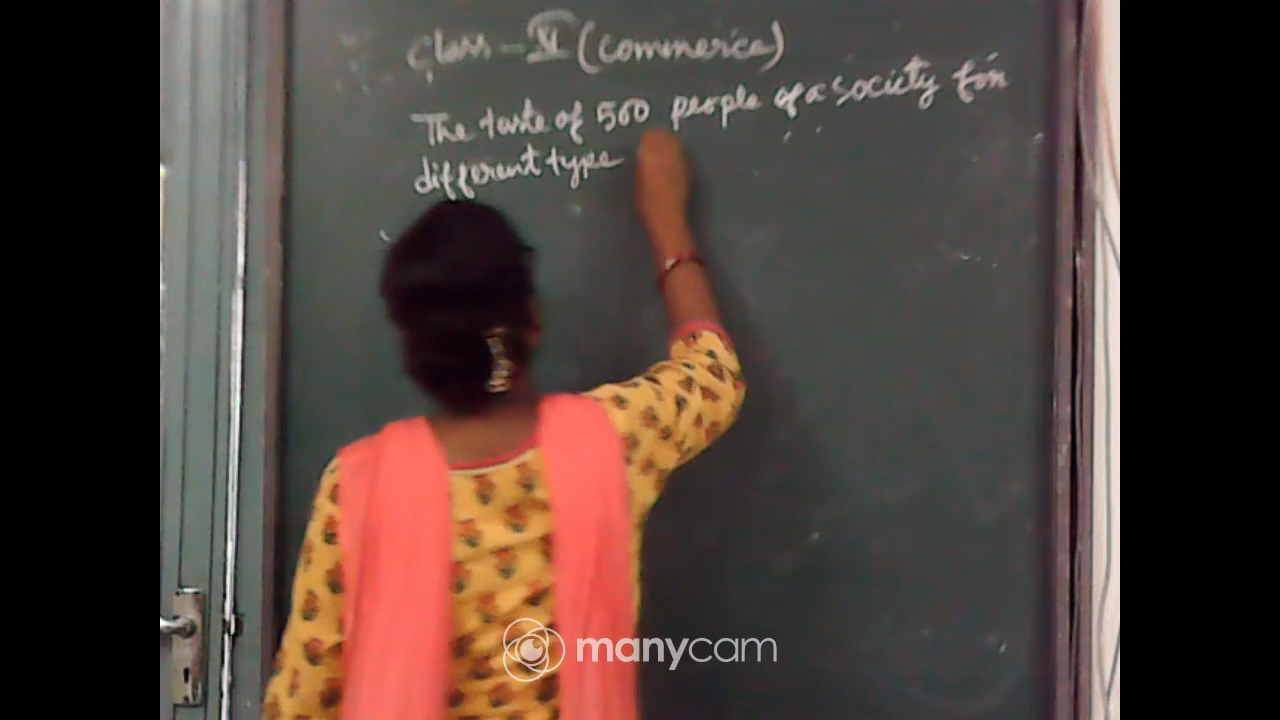 Class - XI (Commerce)
The taste of 500 people of a society for
different type
manycam